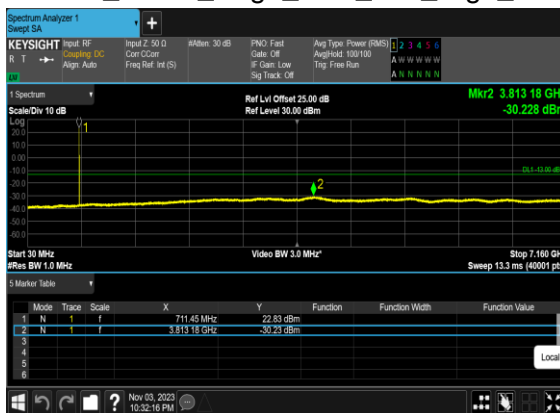 Spectrum Analyzer 1
Swept SA
+
KEYSIGHT
R T
LU
Input: RF
Coupling: DC
Align: Auto
Input Z: 50 Ω
Corr CCorr
Freq Ref: Int (S)
#Atten: 30 dB
PNO: Fast
Gate: Off
IF Gain: Low
Sig Track: Off
Avg Type: Power (RMS)
Avg|Hold: 100/100
Trig: Free Run
1 2 3 4 5 6
A W W W W W
A N N N N N
1 Spectrum
Scale/Div 10 dB
Log
Ref Lvl Offset 25.00 dB
Ref Level 30.00 dBm
Mkr2 3.813 18 GH
-30.228 dBr
20.0
10.0
0.00
-10.0
-20.0
-30.0
-40.0
-50.0
-60.0
1
2
DL1 -13.00 dB
Start 30 MHz
#Res BW 1.0 MHz
Video BW 3.0 MHz*
Stop 7.160 GH
Sweep 13.3 ms (40001 pt
5 Marker Table
Mode Trace Scale X Y Function Function Width Function Value
1 N 1 f 711.45 MHz 22.83 dBm
2 N 1 f 3.813 18 GHz -30.23 dBm
3
4
5
6
Local
?
Nov 03, 2023
10:32:16 PM